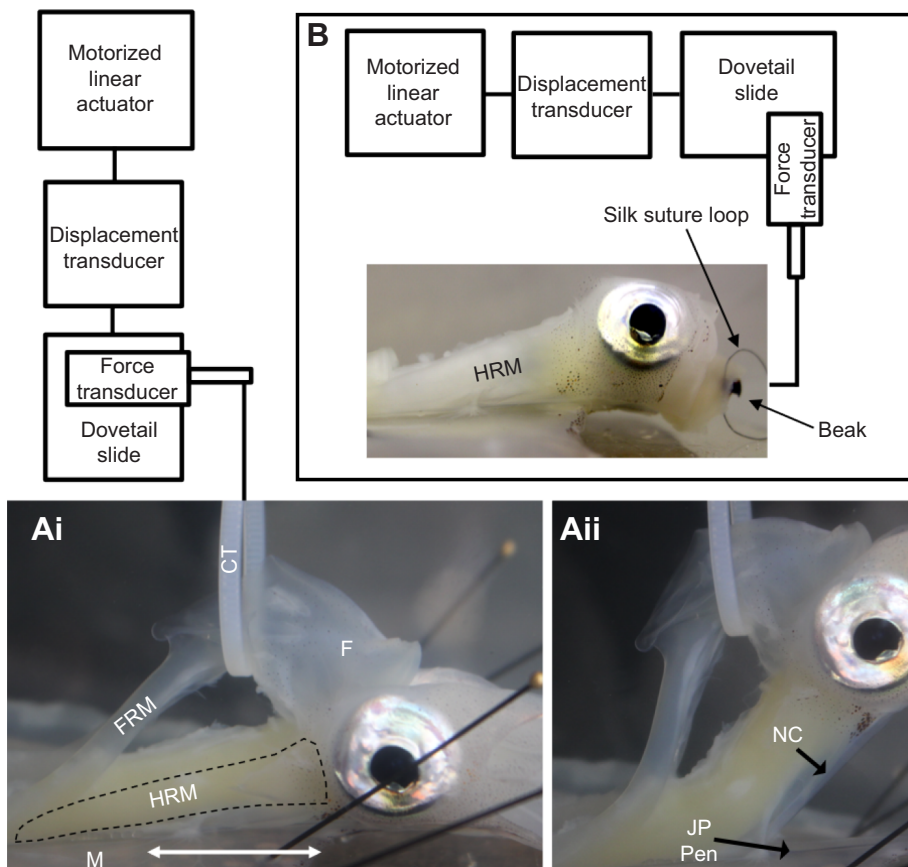 Motorized
linear
actuator
Displacement
transducer
Force
transducer
Dovetail
slide
B
Motorized
linear
actuator
Displacement
transducer
Dovetail
slide
Force
transducer
Silk suture loop
HRM
Beak
Ai
CT
F
FRM
HRM
M
Aii
NC
JP
Pen